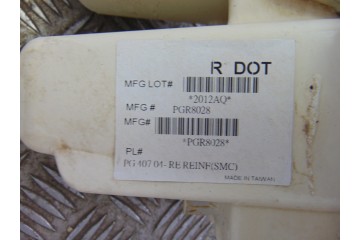 R DOT
MFG LOT#
*2012AQ*
MFG # PGR8028
MFG#
*PGR8028*
PL#
PG 407 04- RE REINF(SMC)
MADE IN TAIWAN